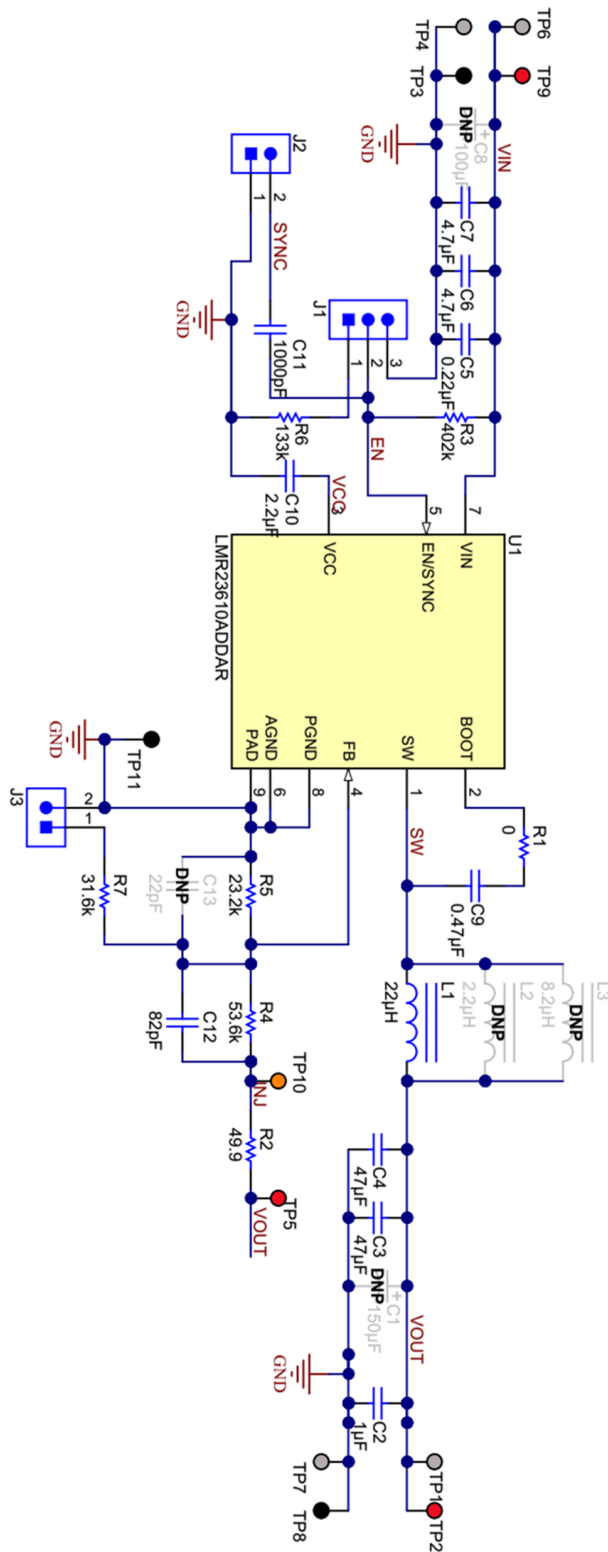 TP6
TP9
VIN
TP4
TP3
DNP
C8
100µF
GND
C7
4.7µF
C6
4.7µF
C5
0.22µF
R3
402k
J1
1
2
3
J2
2
1
SYNC
C11
1000pF
GND
R6
133k
EN
C10
2.2µF
VCC
3
5
7
U1
VIN
EN/SYNC
VCC
LMR23610ADDAR
BOOT
SW
FB
PGND
AGND
PAD
2
1
4
8
6
9
R1
0
C9
0.47µF
SW
L3
8.2µH
DNP
L2
2.2µH
DNP
L1
22µH
C4
47µF
C3
47µF
C1
DNP
150µF
VOUT
GND
C2
1µF
TP1
TP2
TP7
TP8
TP11
GND
J3
2
1
R7
31.6k
C13
DNP
22pF
R5
23.2k
R4
53.6k
C12
82pF
TP10
INJ
R2
49.9
TP5
VOUT